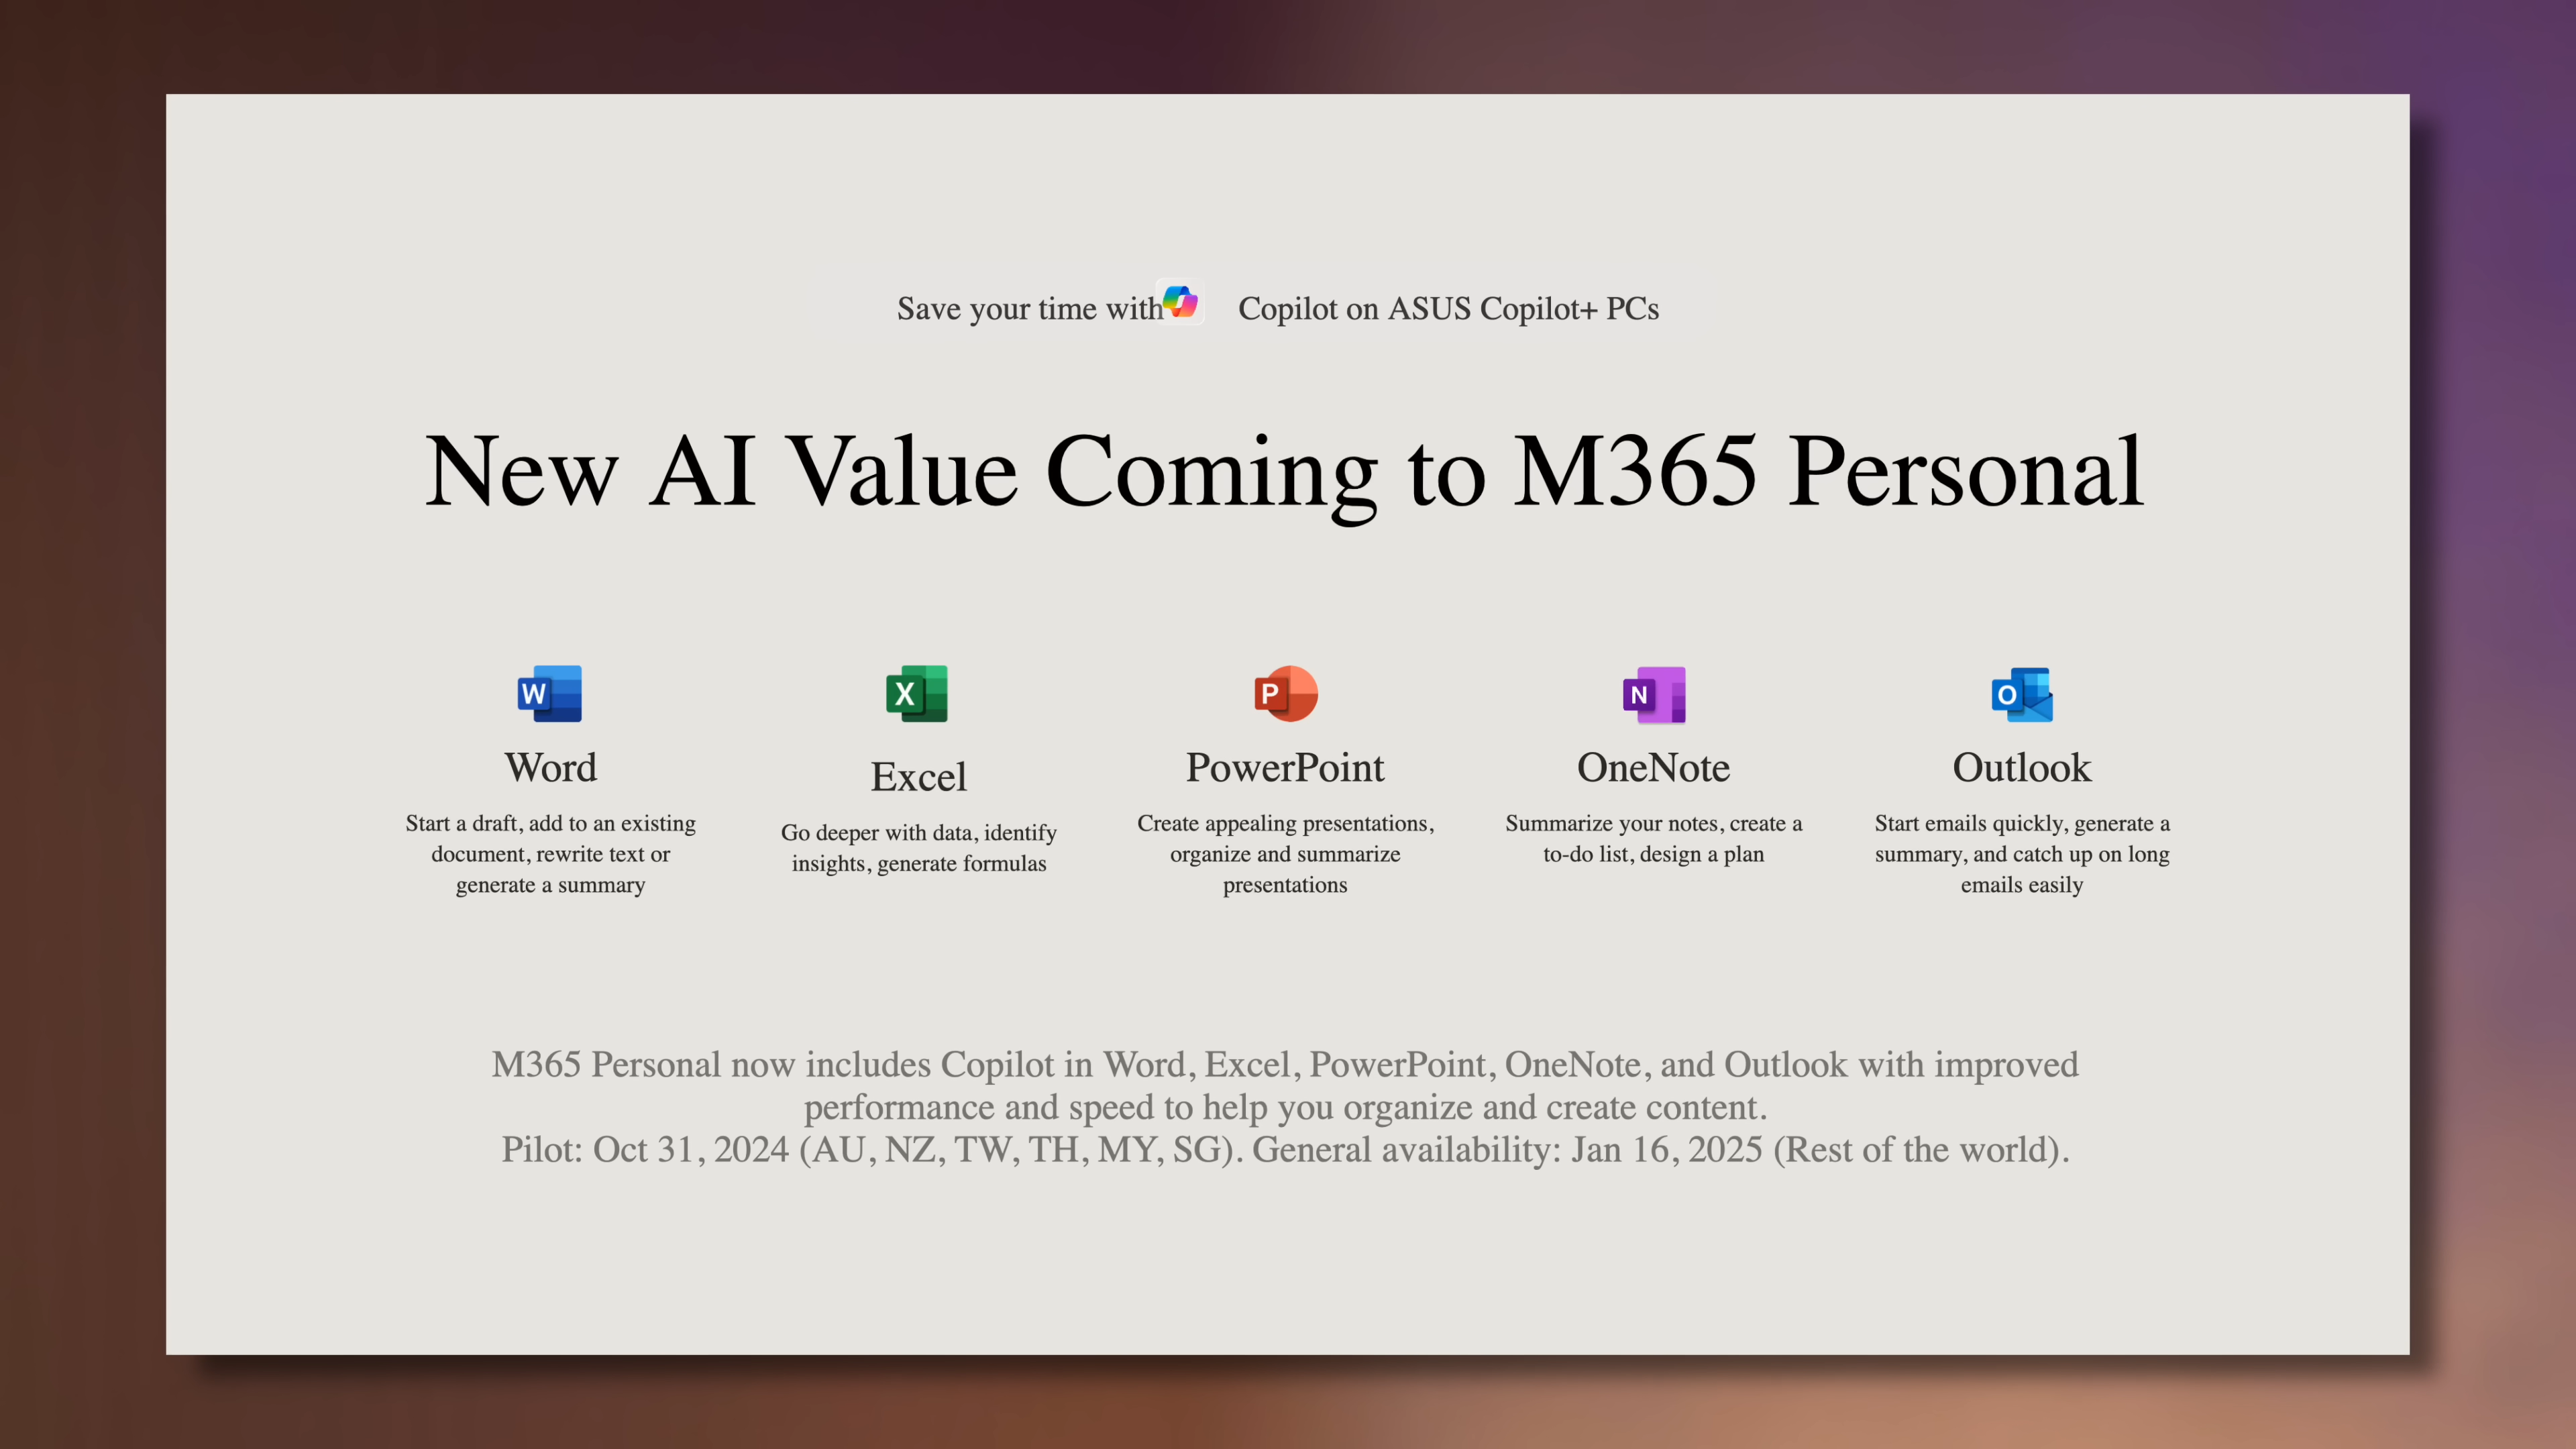 Save your time with Copilot on ASUS Copilot+ PCs
New AI Value Coming to M365 Personal
W
Word
Start a draft, add to an existing
document, rewrite text or
generate a summary
X
Excel
Go deeper with data, identify
insights, generate formulas
P
PowerPoint
Create appealing presentations,
organize and summarize
presentations
N
OneNote
Summarize your notes, create a
to-do list, design a plan
O
Outlook
Start emails quickly, generate a
summary, and catch up on long
emails easily
M365 Personal now includes Copilot in Word, Excel, PowerPoint, OneNote, and Outlook with improved
performance and speed to help you organize and create content.
Pilot: Oct 31, 2024 (AU, NZ, TW, TH, MY, SG). General availability: Jan 16, 2025 (Rest of the world).